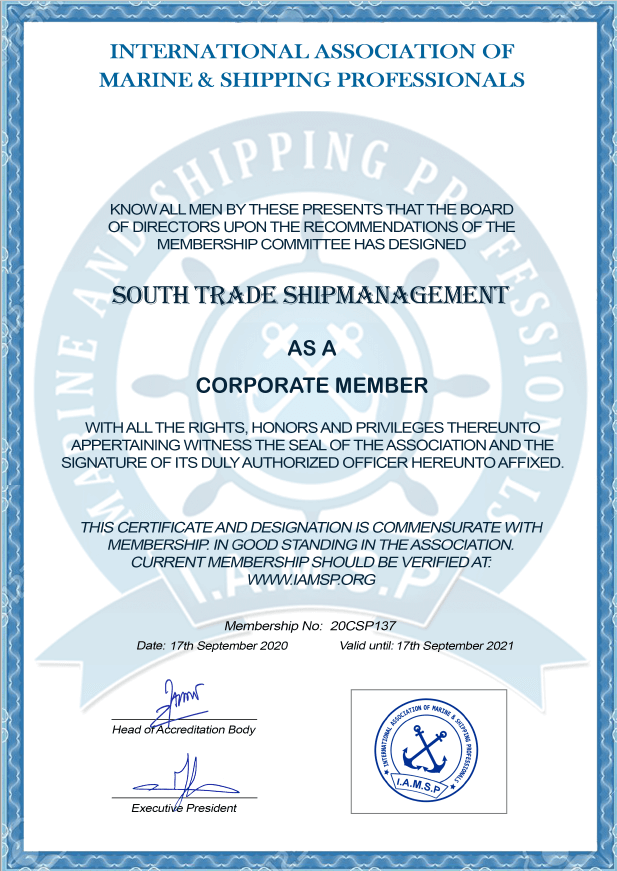 INTERNATIONAL ASSOCIATION OF
MARINE & SHIPPING PROFESSIONALS
MARINE AND SHIPPING PROFESSIONALS
KNOW ALL MEN BY THESE PRESENTS THAT THE BOARD
OF DIRECTORS UPON THE RECOMMENDATIONS OF THE
MEMBERSHIP COMMITTEE HAS DESIGNED
SOUTH TRADE SHIPMANAGEMENT
AS A
CORPORATE MEMBER
WITH ALL THE RIGHTS, HONORS AND PRIVILEGES THEREUNTO
APPERTAINING WITNESS THE SEAL OF THE ASSOCIATION AND THE
SIGNATURE OF ITS DULY AUTHORIZED OFFICER HEREUNTO AFFIXED.
THIS CERTIFICATE AND DESIGNATION IS COMMENSURATE WITH
MEMBERSHIP. IN GOOD STANDING IN THE ASSOCIATION.
CURRENT MEMBERSHIP SHOULD BE VERIFIED AT:
WWW.IAMSP.ORG
I.A.M.S.P
Membership No: 20CSP137
Date: 17th September 2020 Valid until: 17th September 2021
Head of Accreditation Body
Executive President
INTERNATIONAL ASSOCIATION OF MARINE & SHIPPING PROFESSIONALS
I.A.M.S.P